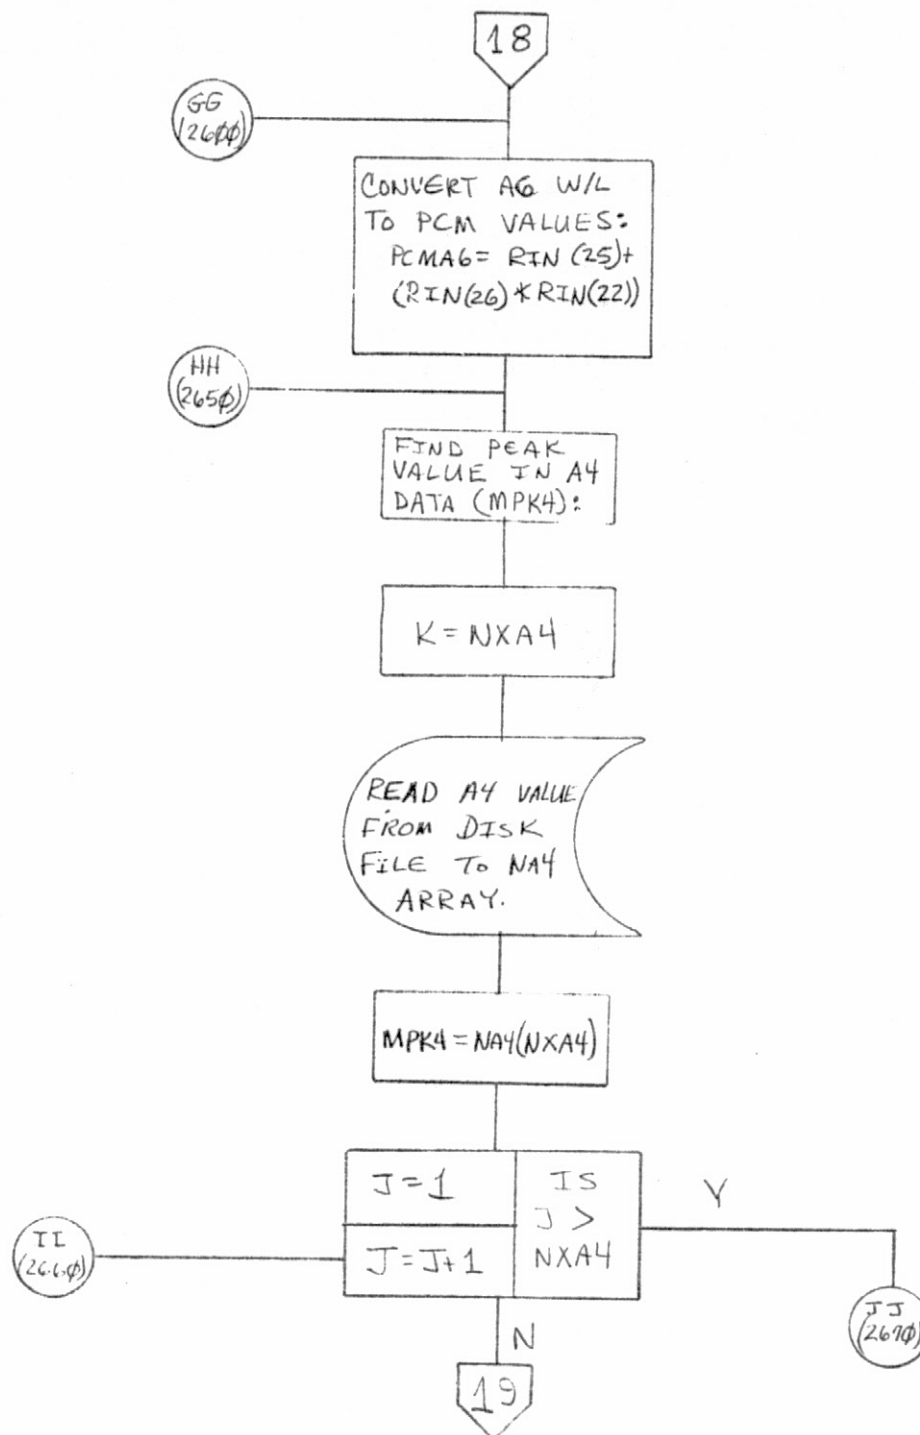 18
GG
(26ØØ)
CONVERT A6 W/L
TO PCM VALUES:
PCMA6= RIN (25)+
(RIN(26)*RIN(22))
HH
(265Ø)
FIND PEAK
VALUE IN A4
DATA (MPK4):
K=NXA4
READ A4 VALUE
FROM DISK
FILE TO NA4
ARRAY.
MPK4=NA4(NXA4)
J=1
IS
J >
NXA4
Y
J=J+1
II
(266Ø)
JJ
(267Ø)
N
19